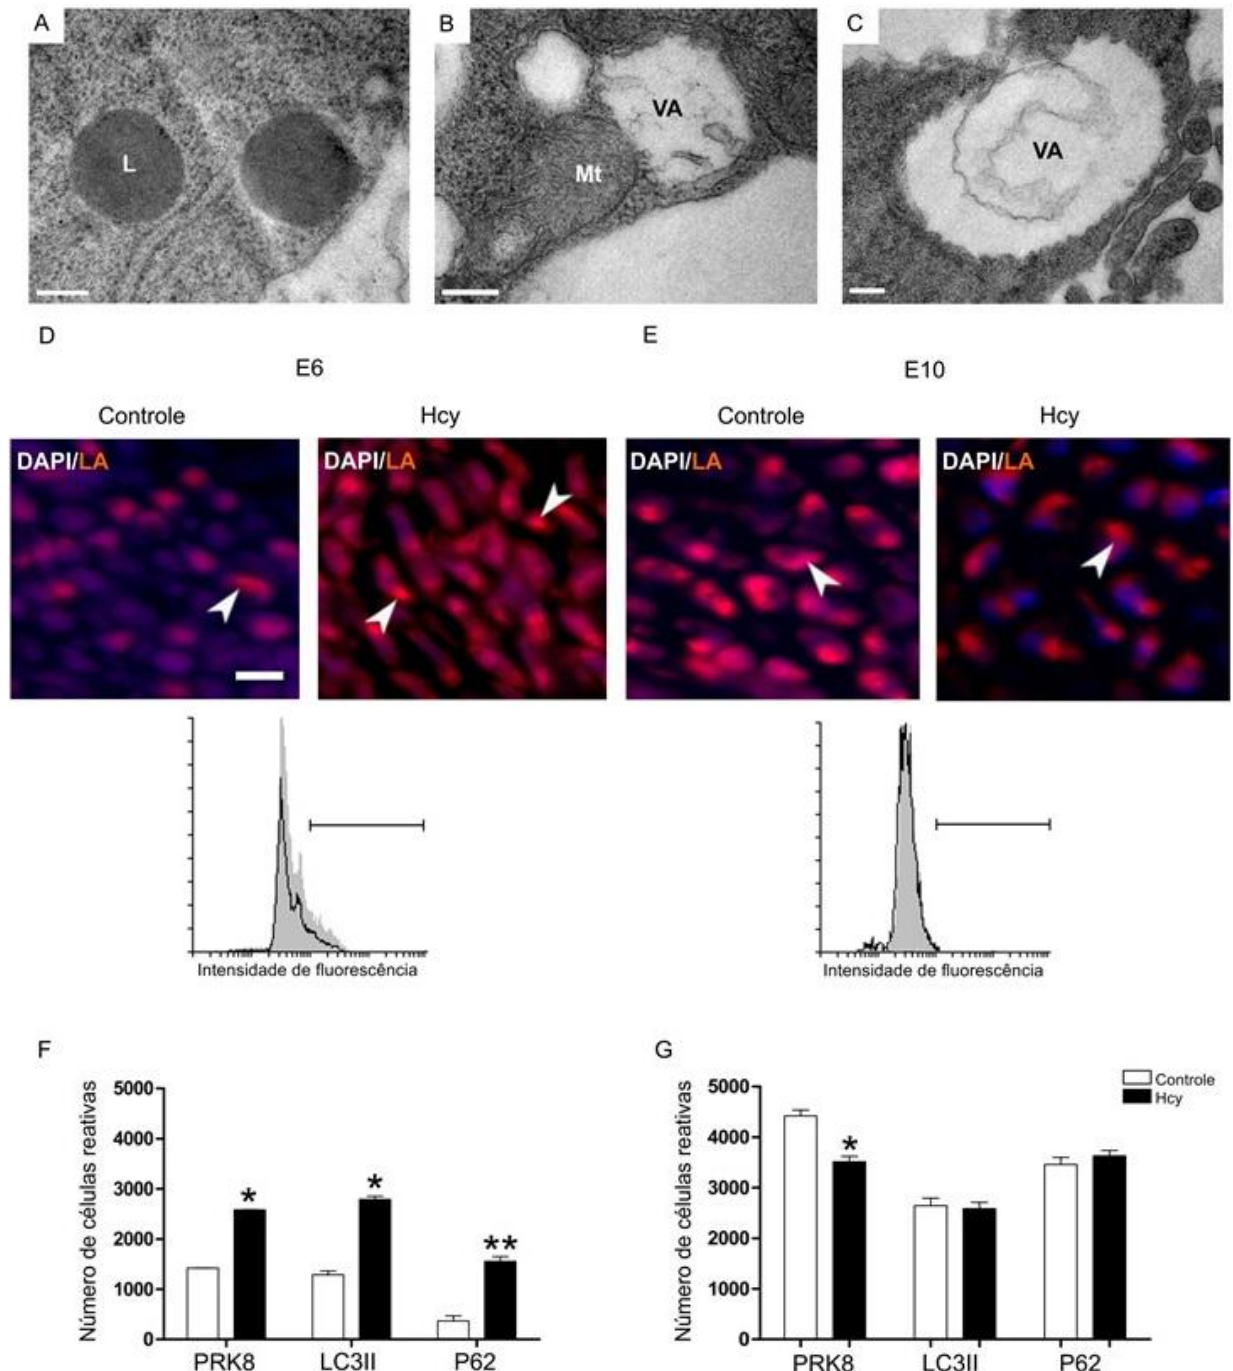 A
B
C
L
VA
Mt
VA
D
E
E6
E10
Controle
Hcy
Controle
Hcy
DAPI/LA
DAPI/LA
DAPI/LA
DAPI/LA
Intensidade de fluorescência
Intensidade de fluorescência
F
G
Número de células reativas
5000
4000
3000
2000
1000
0
*
*
**
PRK8
LC3II
P62
Número de células reativas
5000
4000
3000
2000
1000
0
*
Controle
Hcy
PRK8
LC3II
P62